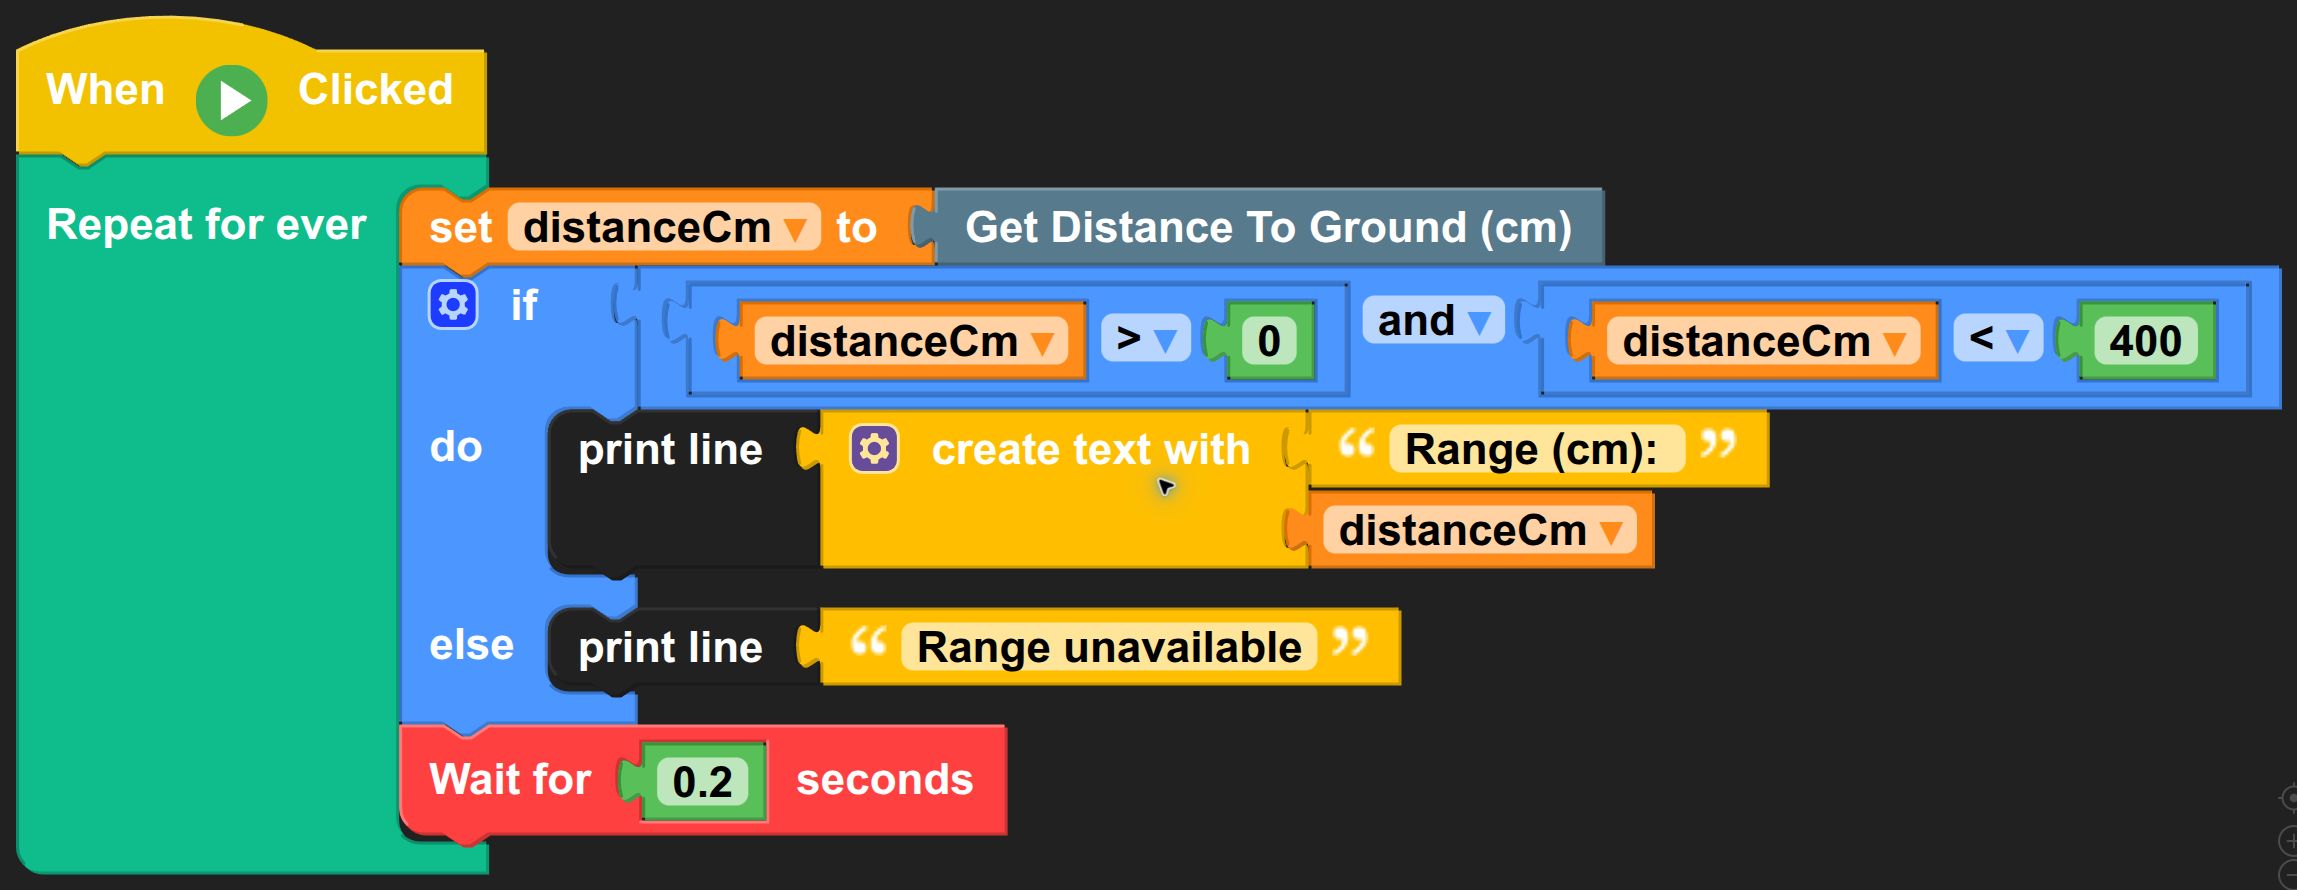 When Clicked
Repeat for ever
set distanceCm ▼ to Get Distance To Ground (cm)
if distanceCm ▼ > ▼ 0 and ▼ distanceCm ▼ < ▼ 400
do print line create text with “ Range (cm): ”
distanceCm ▼
else print line “ Range unavailable ”
Wait for 0.2 seconds